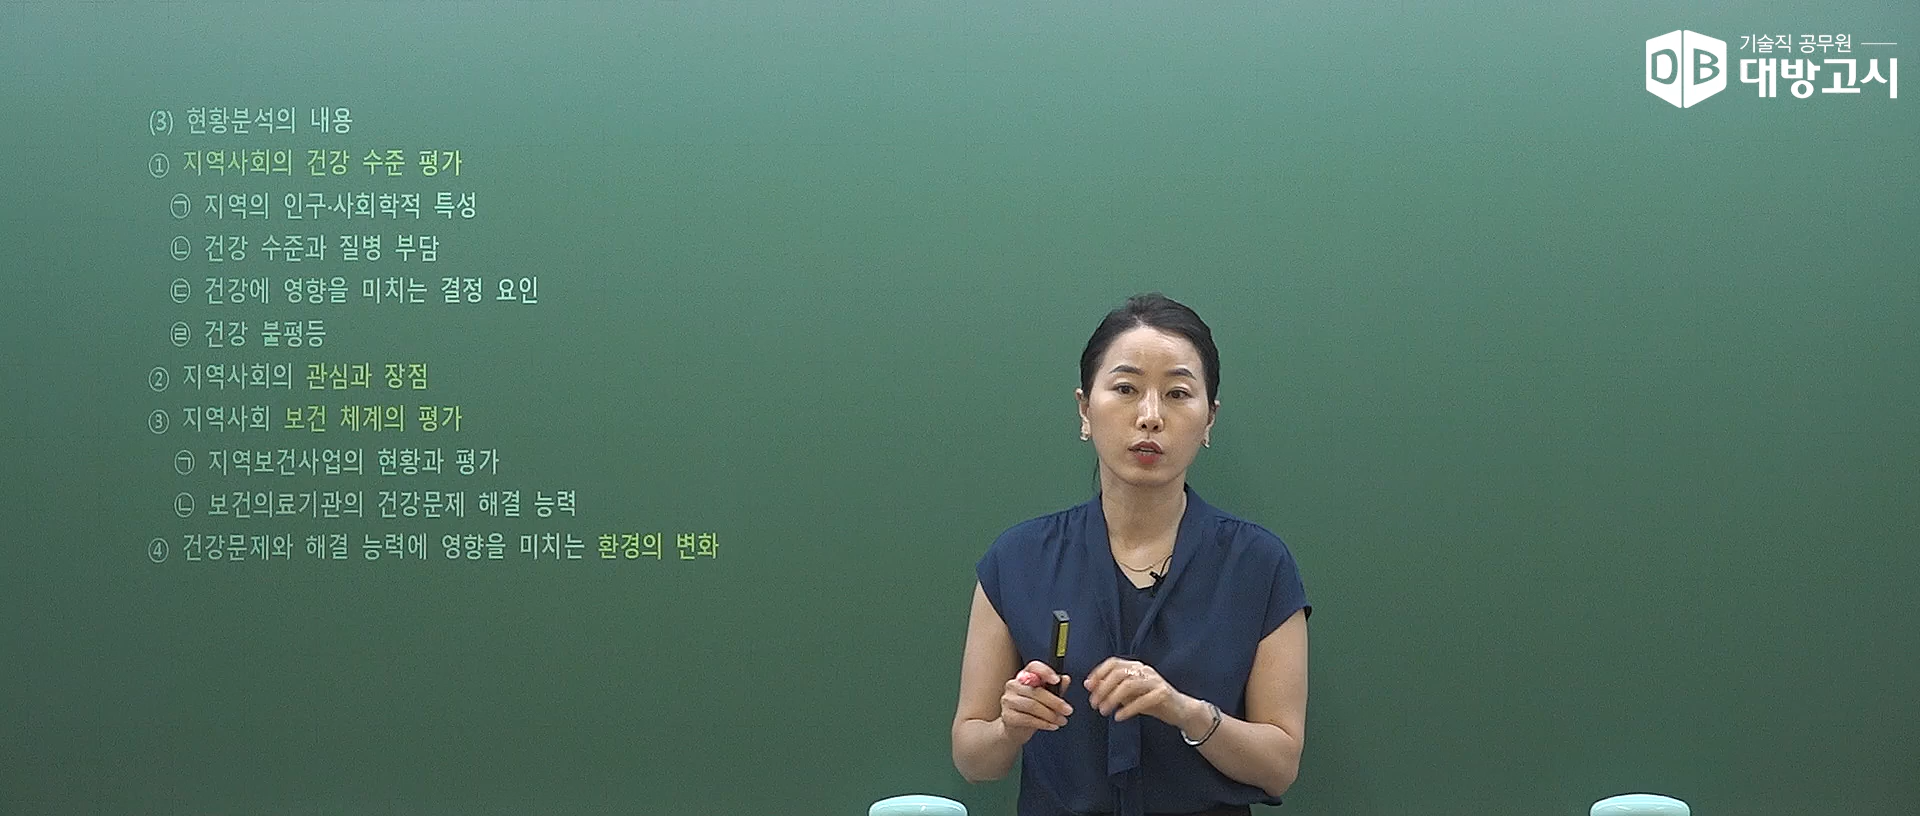 기술직 공무원
DB 대방고시
(3) 현황분석의 내용
① 지역사회의 건강 수준 평가
㉠ 지역의 인구·사회학적 특성
㉡ 건강 수준과 질병 부담
㉢ 건강에 영향을 미치는 결정 요인
㉣ 건강 불평등
② 지역사회의 관심과 장점
③ 지역사회 보건 체계의 평가
㉠ 지역보건사업의 현황과 평가
㉡ 보건의료기관의 건강문제 해결 능력
④ 건강문제와 해결 능력에 영향을 미치는 환경의 변화